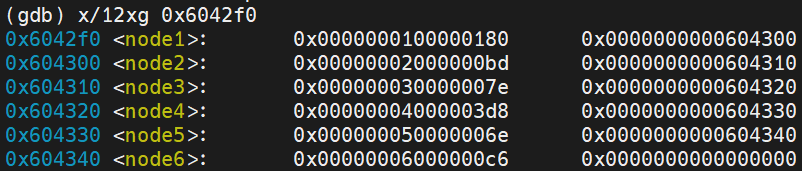 (gdb) x/12xg 0x6042f0
0x6042f0 <node1>: 0x0000000100000180 0x0000000000604300
0x604300 <node2>: 0x00000002000000bd 0x0000000000604310
0x604310 <node3>: 0x000000030000007e 0x0000000000604320
0x604320 <node4>: 0x00000004000003d8 0x0000000000604330
0x604330 <node5>: 0x000000050000006e 0x0000000000604340
0x604340 <node6>: 0x00000006000000c6 0x0000000000000000